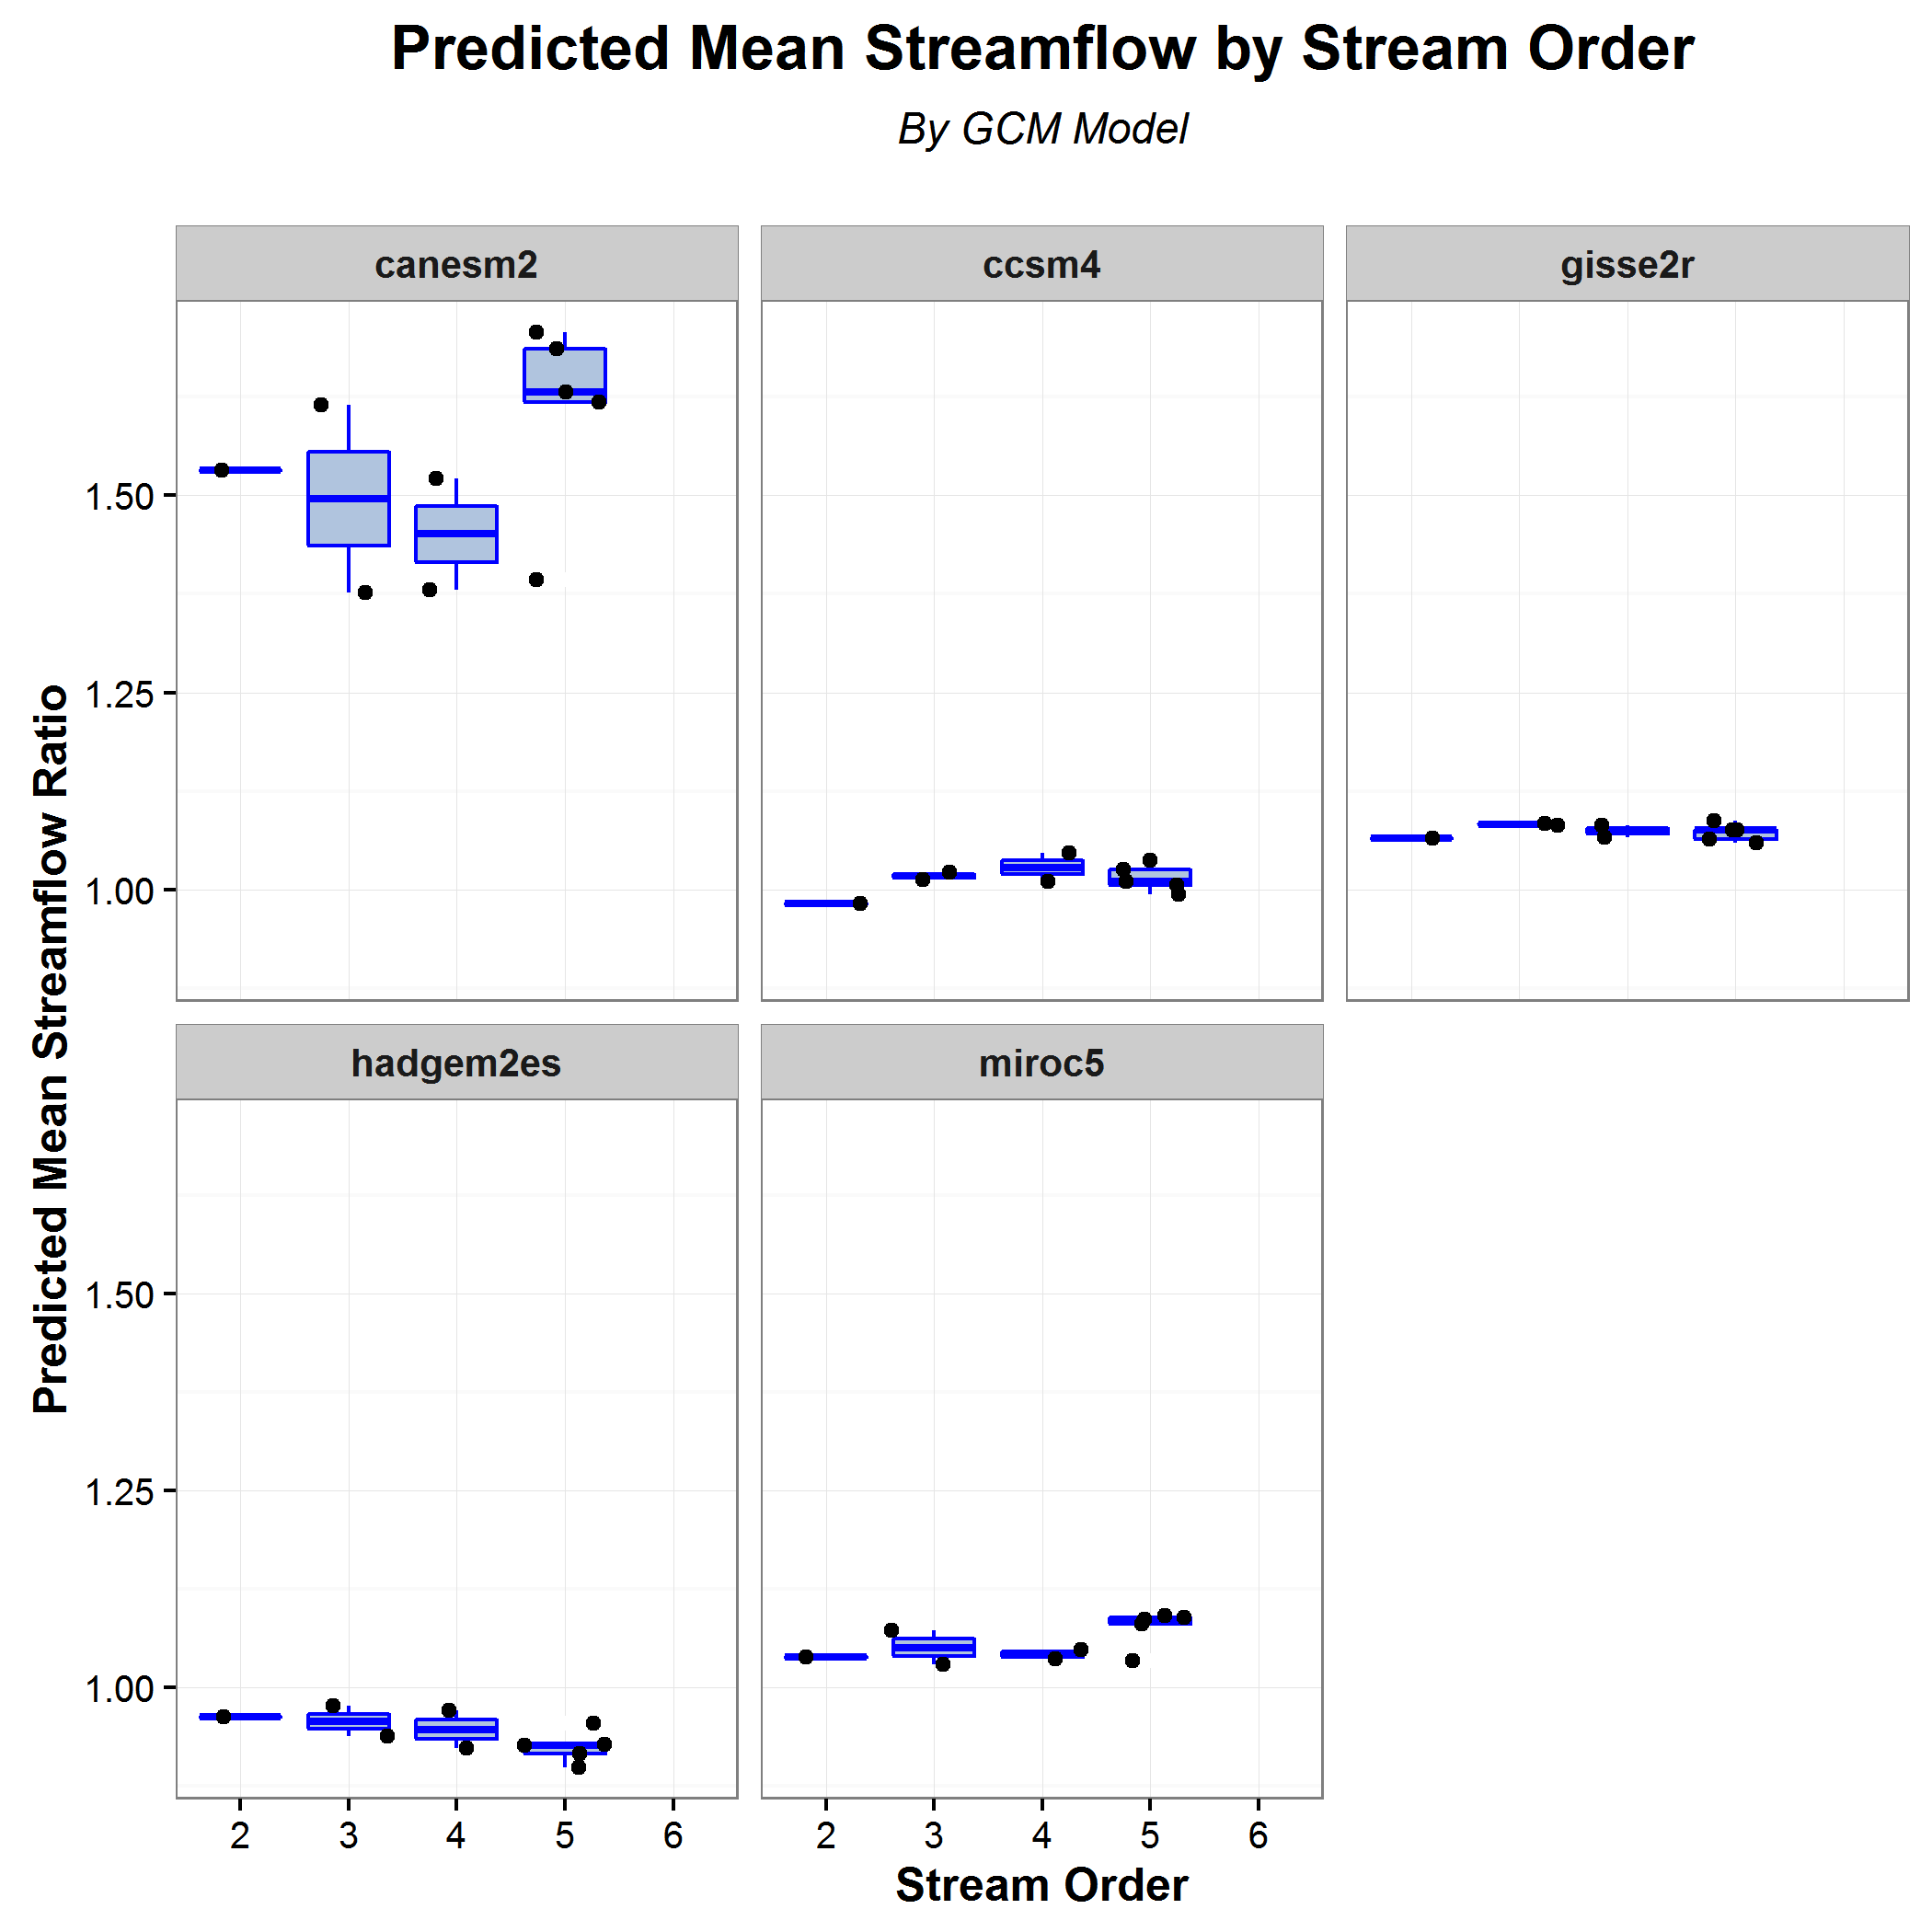 Predicted Mean Streamflow by Stream Order
By GCM Model
canesm2
ccsm4
gisse2r
1.50
1.25
1.00
Predicted Mean Streamflow Ratio
hadgem2es
miroc5
1.50
1.25
1.00
2 3 4 5 6
2 3 4 5 6
Stream Order